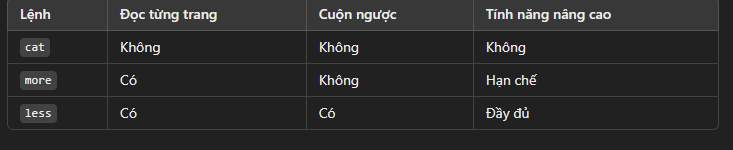 Lệnh Đọc từng trang Cuộn ngược Tính năng nâng cao
cat Không Không Không
more Có Không Hạn chế
less Có Có Đầy đủ